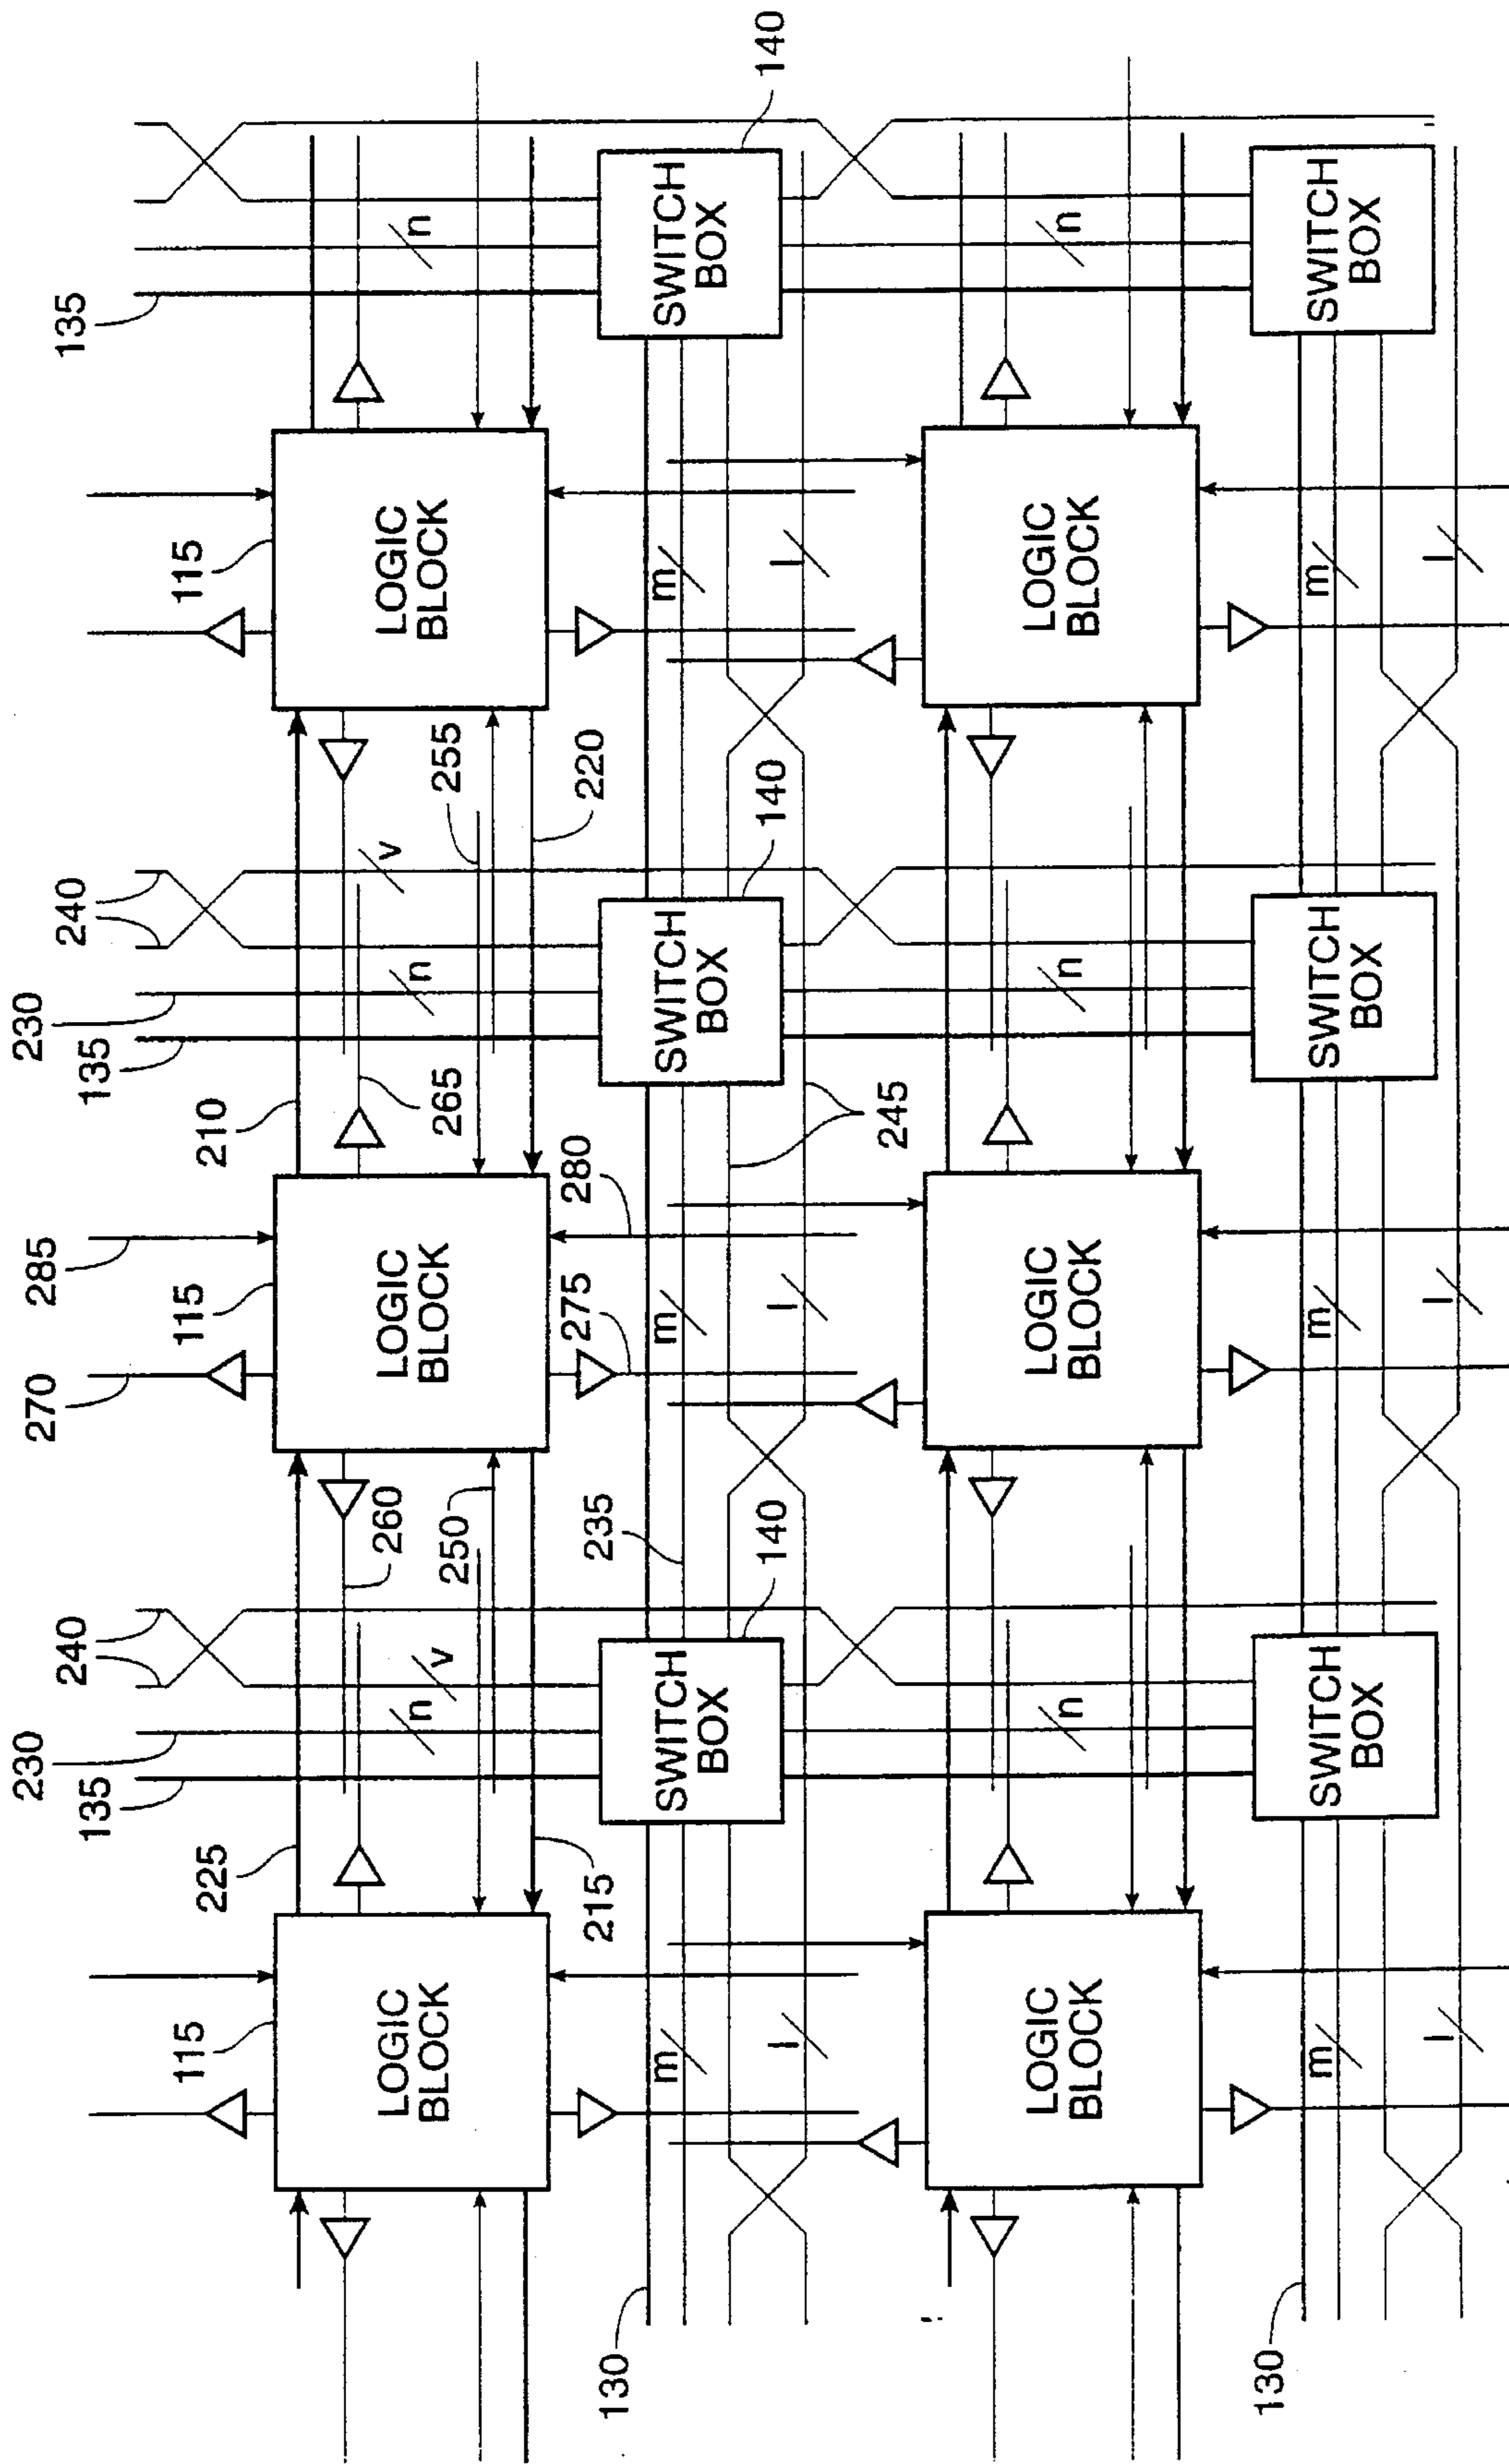 230
270
285
230
240
240
135
135
135
115
225
115
210
115
LOGIC
BLOCK
n
v
260
LOGIC
BLOCK
265
n
v
LOGIC
BLOCK
n
250
255
215
235
275
280
220
130
m
SWITCH
BOX
m
SWITCH
BOX
m
SWITCH
BOX
l
140
l
140
l
140
245
LOGIC
BLOCK
n
LOGIC
BLOCK
n
LOGIC
BLOCK
n
130
m
SWITCH
BOX
m
SWITCH
BOX
m
SWITCH
BOX
l
l
l